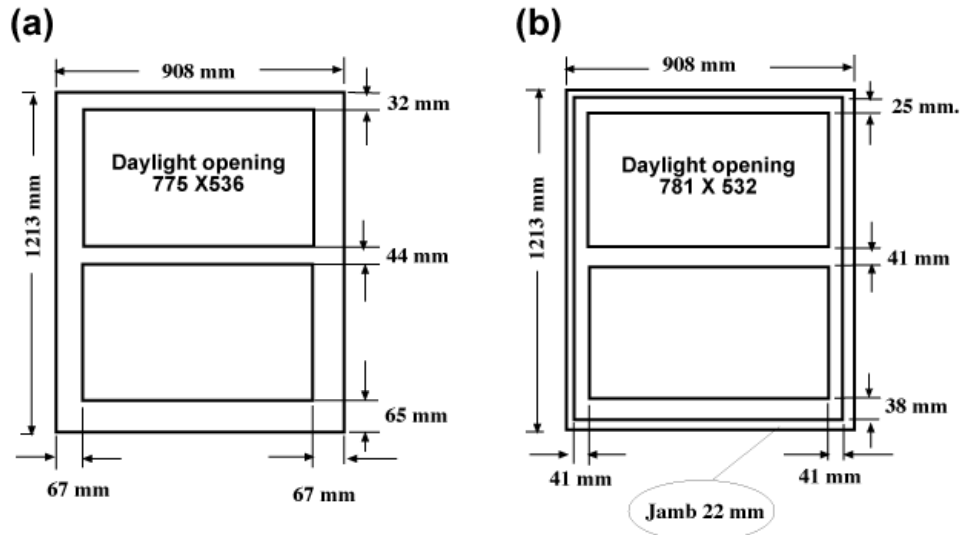 (a)
908 mm
32 mm
Daylight opening
775 X536
1213 mm
44 mm
65 mm
67 mm
67 mm
(b)
908 mm
25 mm.
Daylight opening
781 X 532
1213 mm
41 mm
38 mm
41 mm
41 mm
Jamb 22 mm